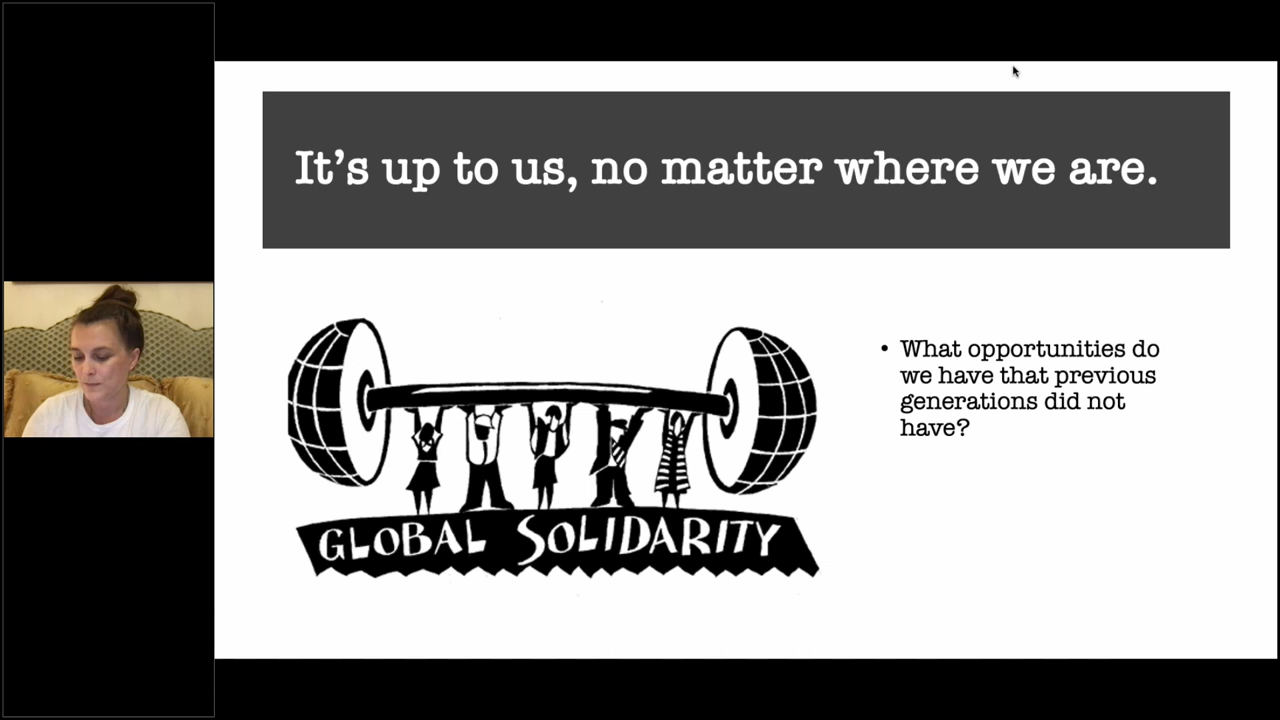 It's up to us, no matter where we are.
GLOBAL SOLIDARITY
• What opportunities do
we have that previous
generations did not
have?